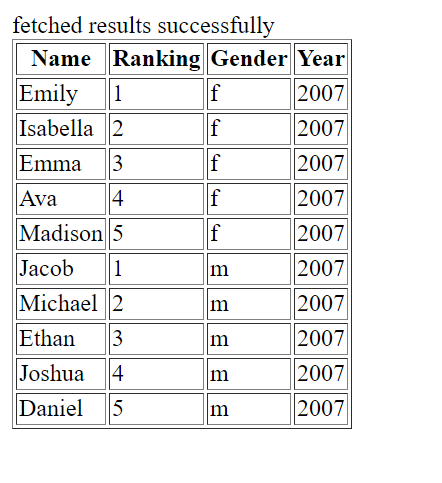 fetched results successfully
Name Ranking Gender Year
Emily 1 f 2007
Isabella 2 f 2007
Emma 3 f 2007
Ava 4 f 2007
Madison 5 f 2007
Jacob 1 m 2007
Michael 2 m 2007
Ethan 3 m 2007
Joshua 4 m 2007
Daniel 5 m 2007